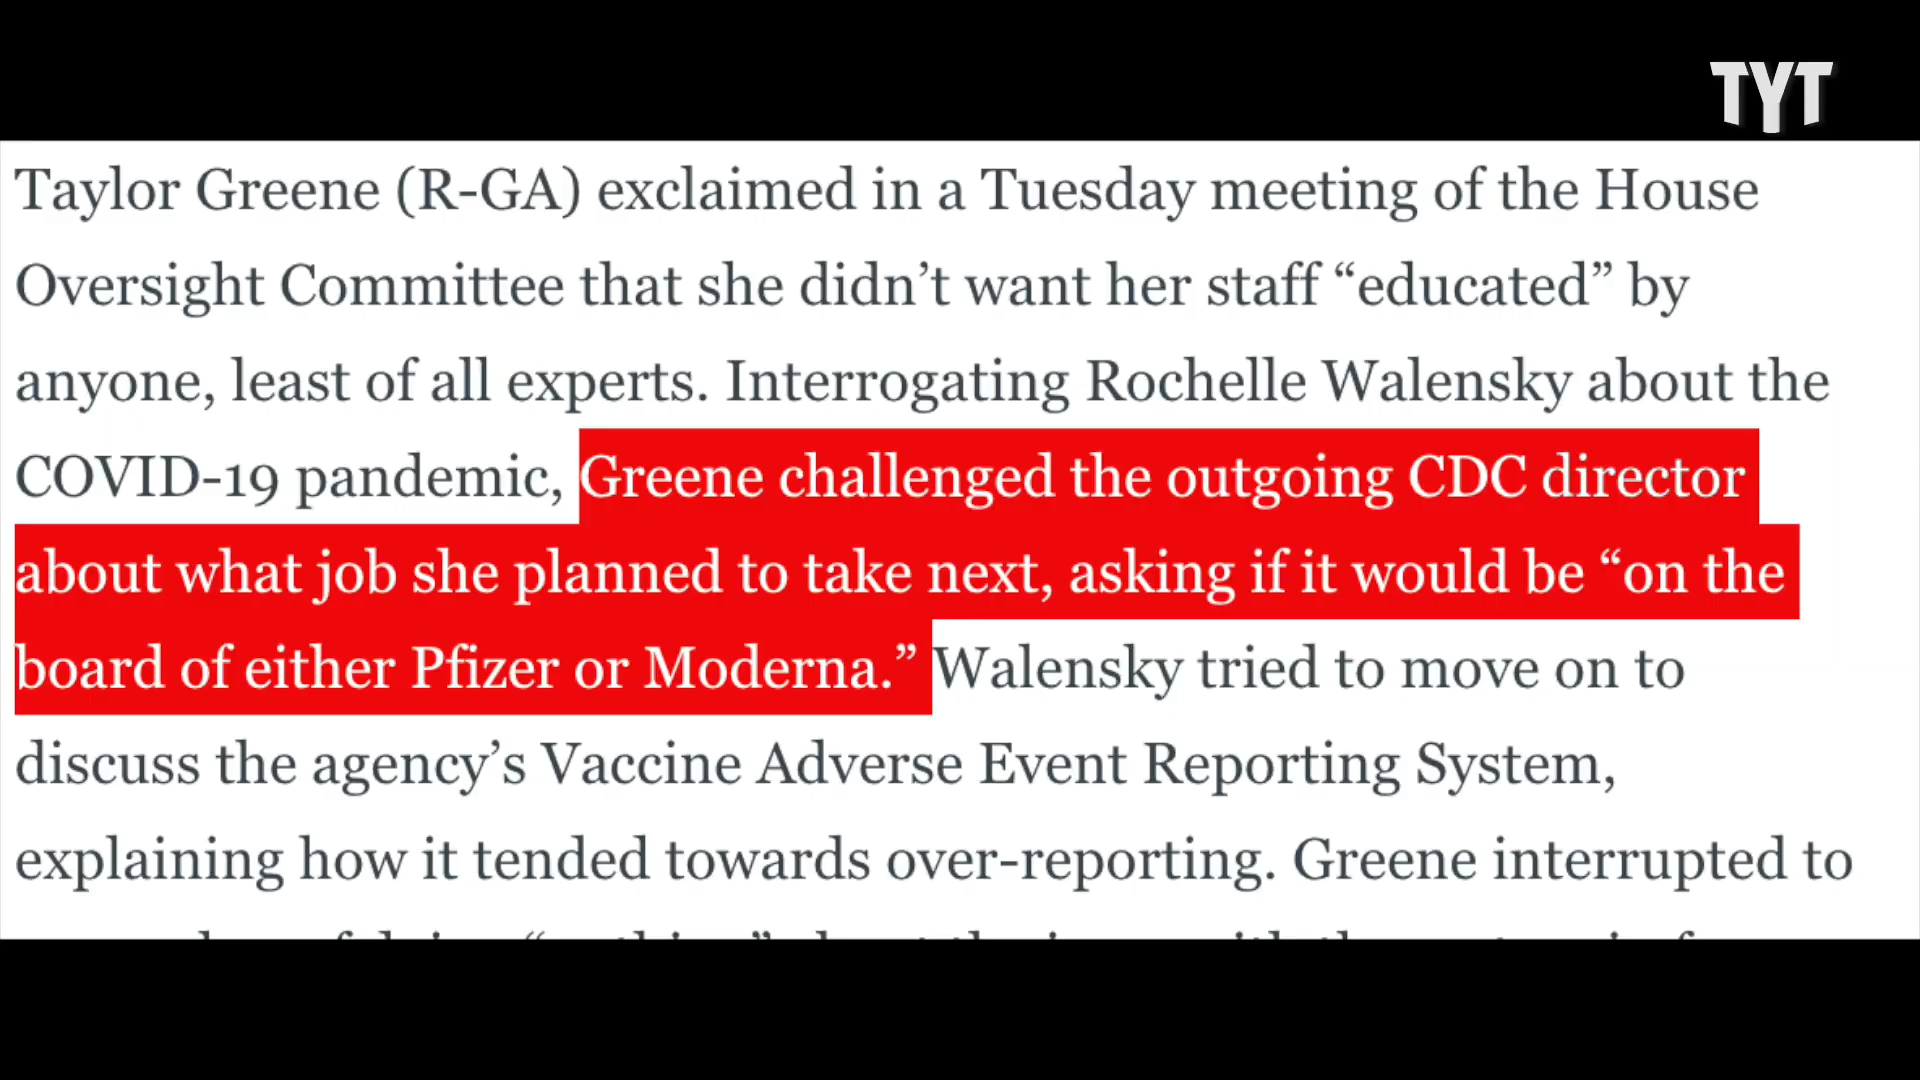 TYT
Taylor Greene (R-GA) exclaimed in a Tuesday meeting of the House
Oversight Committee that she didn’t want her staff “educated” by
anyone, least of all experts. Interrogating Rochelle Walensky about the
COVID-19 pandemic, Greene challenged the outgoing CDC director
about what job she planned to take next, asking if it would be “on the
board of either Pfizer or Moderna.” Walensky tried to move on to
discuss the agency’s Vaccine Adverse Event Reporting System,
explaining how it tended towards over-reporting. Greene interrupted to